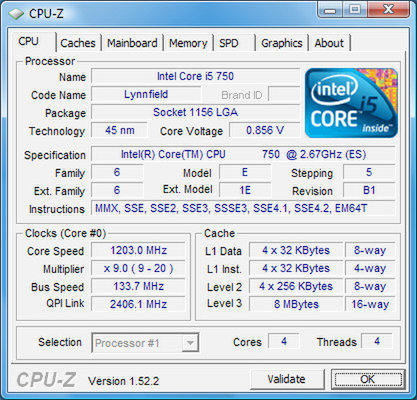 CPU-Z
CPU Caches Mainboard Memory SPD Graphics About
Processor
Name Intel Core i5 750
Code Name Lynnfield Brand ID
Package Socket 1156 LGA
Technology 45 nm Core Voltage 0.856 V
intel CORE i5 inside™
Specification Intel(R) Core(TM) CPU 750 @ 2.67GHz (ES)
Family 6 Model E Stepping 5
Ext. Family 6 Ext. Model 1E Revision B1
Instructions MMX, SSE, SSE2, SSE3, SSSE3, SSE4.1, SSE4.2, EM64T
Clocks (Core #0) Cache
Core Speed 1203.0 MHz L1 Data 4 x 32 KBytes 8-way
Multiplier x 9.0 ( 9 - 20 ) L1 Inst. 4 x 32 KBytes 4-way
Bus Speed 133.7 MHz Level 2 4 x 256 KBytes 8-way
QPI Link 2406.1 MHz Level 3 8 MBytes 16-way
Selection Processor #1 Cores 4 Threads 4
CPU-Z Version 1.52.2 Validate OK